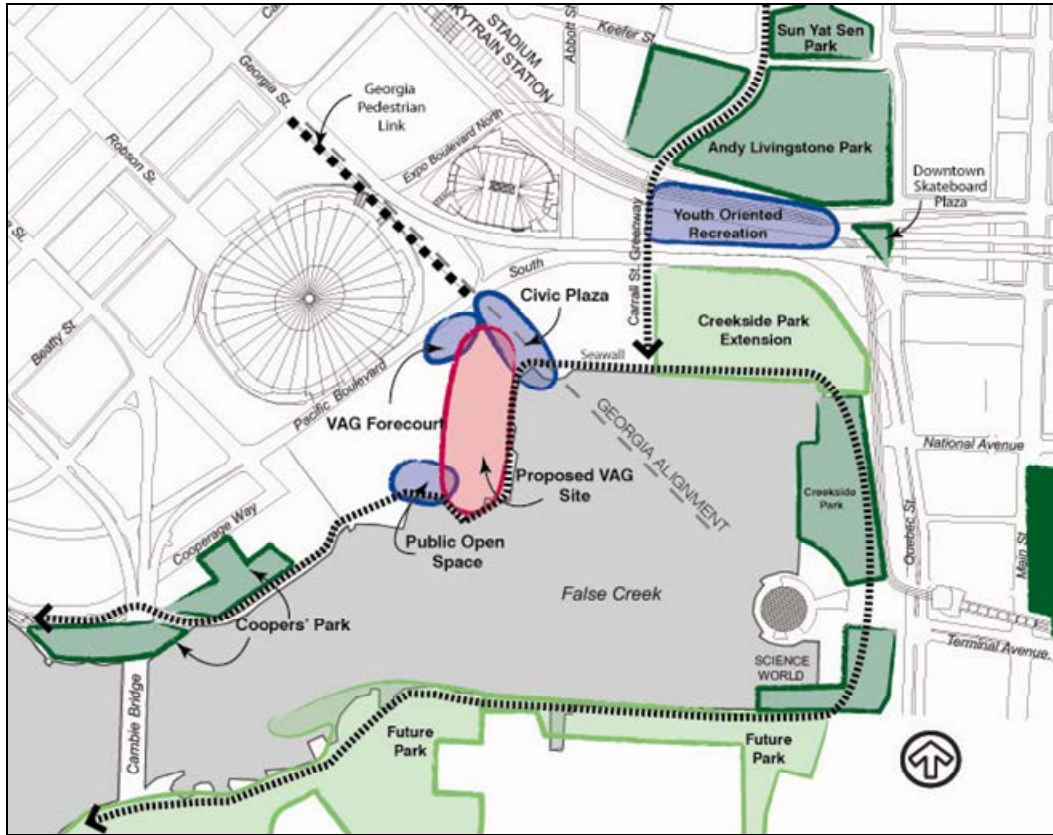 Georgia St.
Georgia
Pedestrian
Link
STADIUM
SKYTRAIN STATION
Abbott St.
Keefer St.
Sun Yat Sen
Park
Andy Livingstone Park
Downtown
Skateboard
Plaza
Robson St.
Expo Boulevard North
Youth Oriented
Recreation
Carrall St. Greenway
South
Civic Plaza
Creekside Park
Extension
Beatty St.
Pacific Boulevard
Seawall
VAG Forecourt
GEORGIA ALIGNMENT
National Avenue
Proposed VAG
Site
Creekside
Park
Quebec St.
Main St.
Cooperage Way
Public Open
Space
False Creek
Coopers' Park
Terminal Avenue.
SCIENCE
WORLD
Cambie Bridge
Future
Park
Future
Park